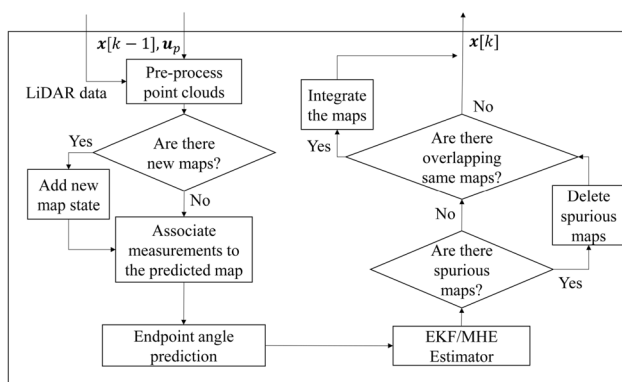 x[k − 1], u_p
LiDAR data
Pre-process
point clouds
Are there
new maps?
Yes
No
Add new
map state
Associate
measurements to
the predicted map
Endpoint angle
prediction
EKF/MHE
Estimator
Are there
spurious
maps?
Yes
No
Delete
spurious
maps
Are there
overlapping
same maps?
Yes
No
Integrate
the maps
x[k]